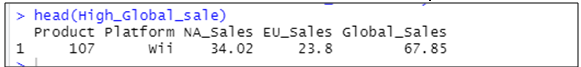 > head(High_Global_sale)
  Product Platform NA_Sales EU_Sales Global_Sales
1     107      Wii    34.02     23.8        67.85
>